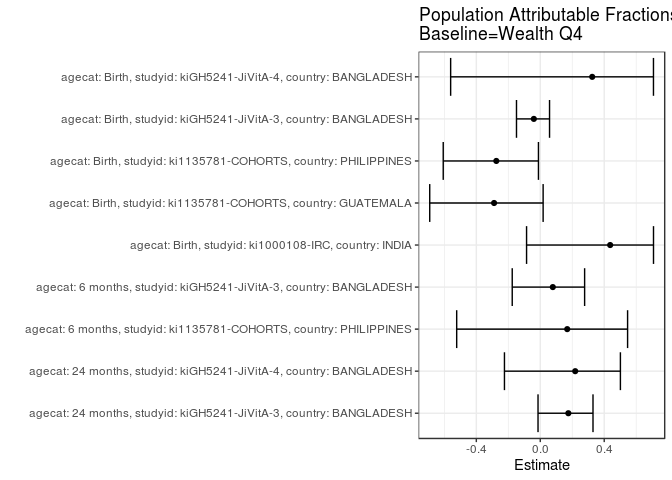 Population Attributable Fractions
Baseline=Wealth Q4
agecat: Birth, studyid: kiGH5241-JiVitA-4, country: BANGLADESH
agecat: Birth, studyid: kiGH5241-JiVitA-3, country: BANGLADESH
agecat: Birth, studyid: ki1135781-COHORTS, country: PHILIPPINES
agecat: Birth, studyid: ki1135781-COHORTS, country: GUATEMALA
agecat: Birth, studyid: ki1000108-IRC, country: INDIA
agecat: 6 months, studyid: kiGH5241-JiVitA-3, country: BANGLADESH
agecat: 6 months, studyid: ki1135781-COHORTS, country: PHILIPPINES
agecat: 24 months, studyid: kiGH5241-JiVitA-4, country: BANGLADESH
agecat: 24 months, studyid: kiGH5241-JiVitA-3, country: BANGLADESH
-0.4 0.0 0.4
Estimate